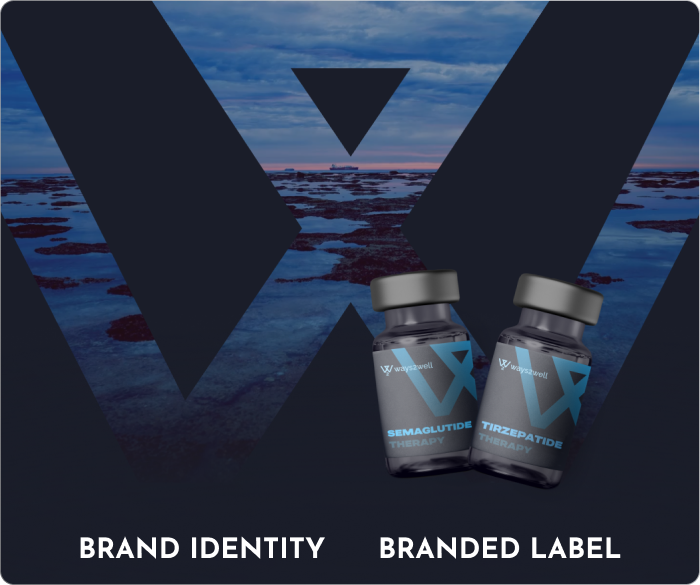 wayszwell
SEMAGLUTIDE
THERAPY
wayszwell
TIRZEPATIDE
THERAPY
BRAND IDENTITY
BRANDED LABEL